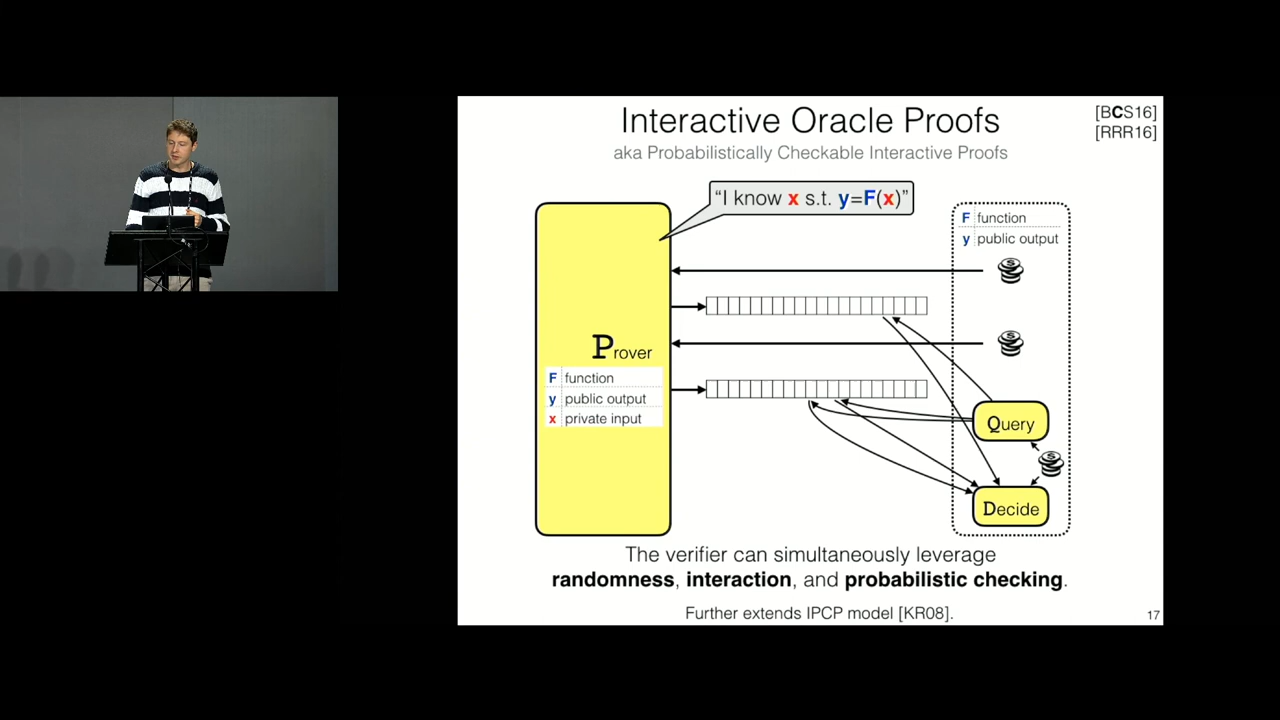 Interactive Oracle Proofs
[BCS16]
[RRR16]
aka Probabilistically Checkable Interactive Proofs
“I know x s.t. y=F(x)”
F function
y public output
Prover
F function
y public output
x private input
Query
Decide
The verifier can simultaneously leverage
randomness, interaction, and probabilistic checking.
Further extends IPCP model [KR08].
17